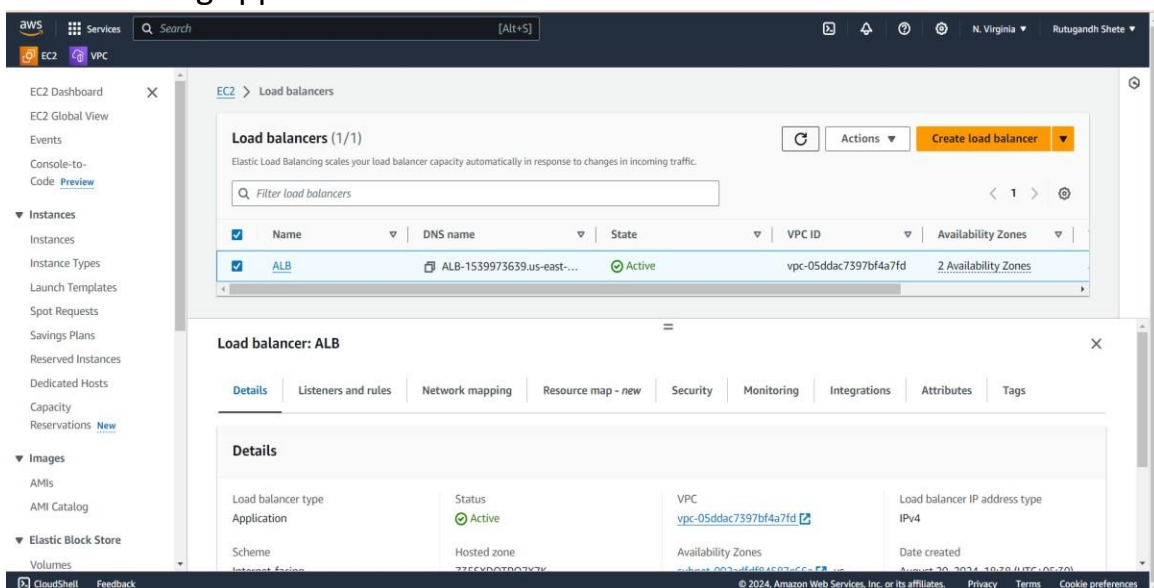 aws Services Search [Alt+S] N. Virginia ▼ Rutugandh Shete ▼
EC2 VPC
EC2 Dashboard
EC2 Global View
Events
Console-to-
Code Preview
Instances
Instances
Instance Types
Launch Templates
Spot Requests
Savings Plans
Reserved Instances
Dedicated Hosts
Capacity
Reservations New
Images
AMIs
AMI Catalog
Elastic Block Store
Volumes
EC2 > Load balancers
Load balancers (1/1)
Actions ▼ Create load balancer ▼
Elastic Load Balancing scales your load balancer capacity automatically in response to changes in incoming traffic.
Filter load balancers
< 1 >
Name DNS name State VPC ID Availability Zones
ALB ALB-1539973639.us-east-... Active vpc-05ddac7397bf4a7fd 2 Availability Zones
Load balancer: ALB
Details Listeners and rules Network mapping Resource map - new Security Monitoring Integrations Attributes Tags
Details
Load balancer type Status VPC Load balancer IP address type
Application Active vpc-05ddac7397bf4a7fd IPv4
Scheme Hosted zone Availability Zones Date created
CloudShell Feedback © 2024, Amazon Web Services, Inc. or its affiliates. Privacy Terms Cookie preferences